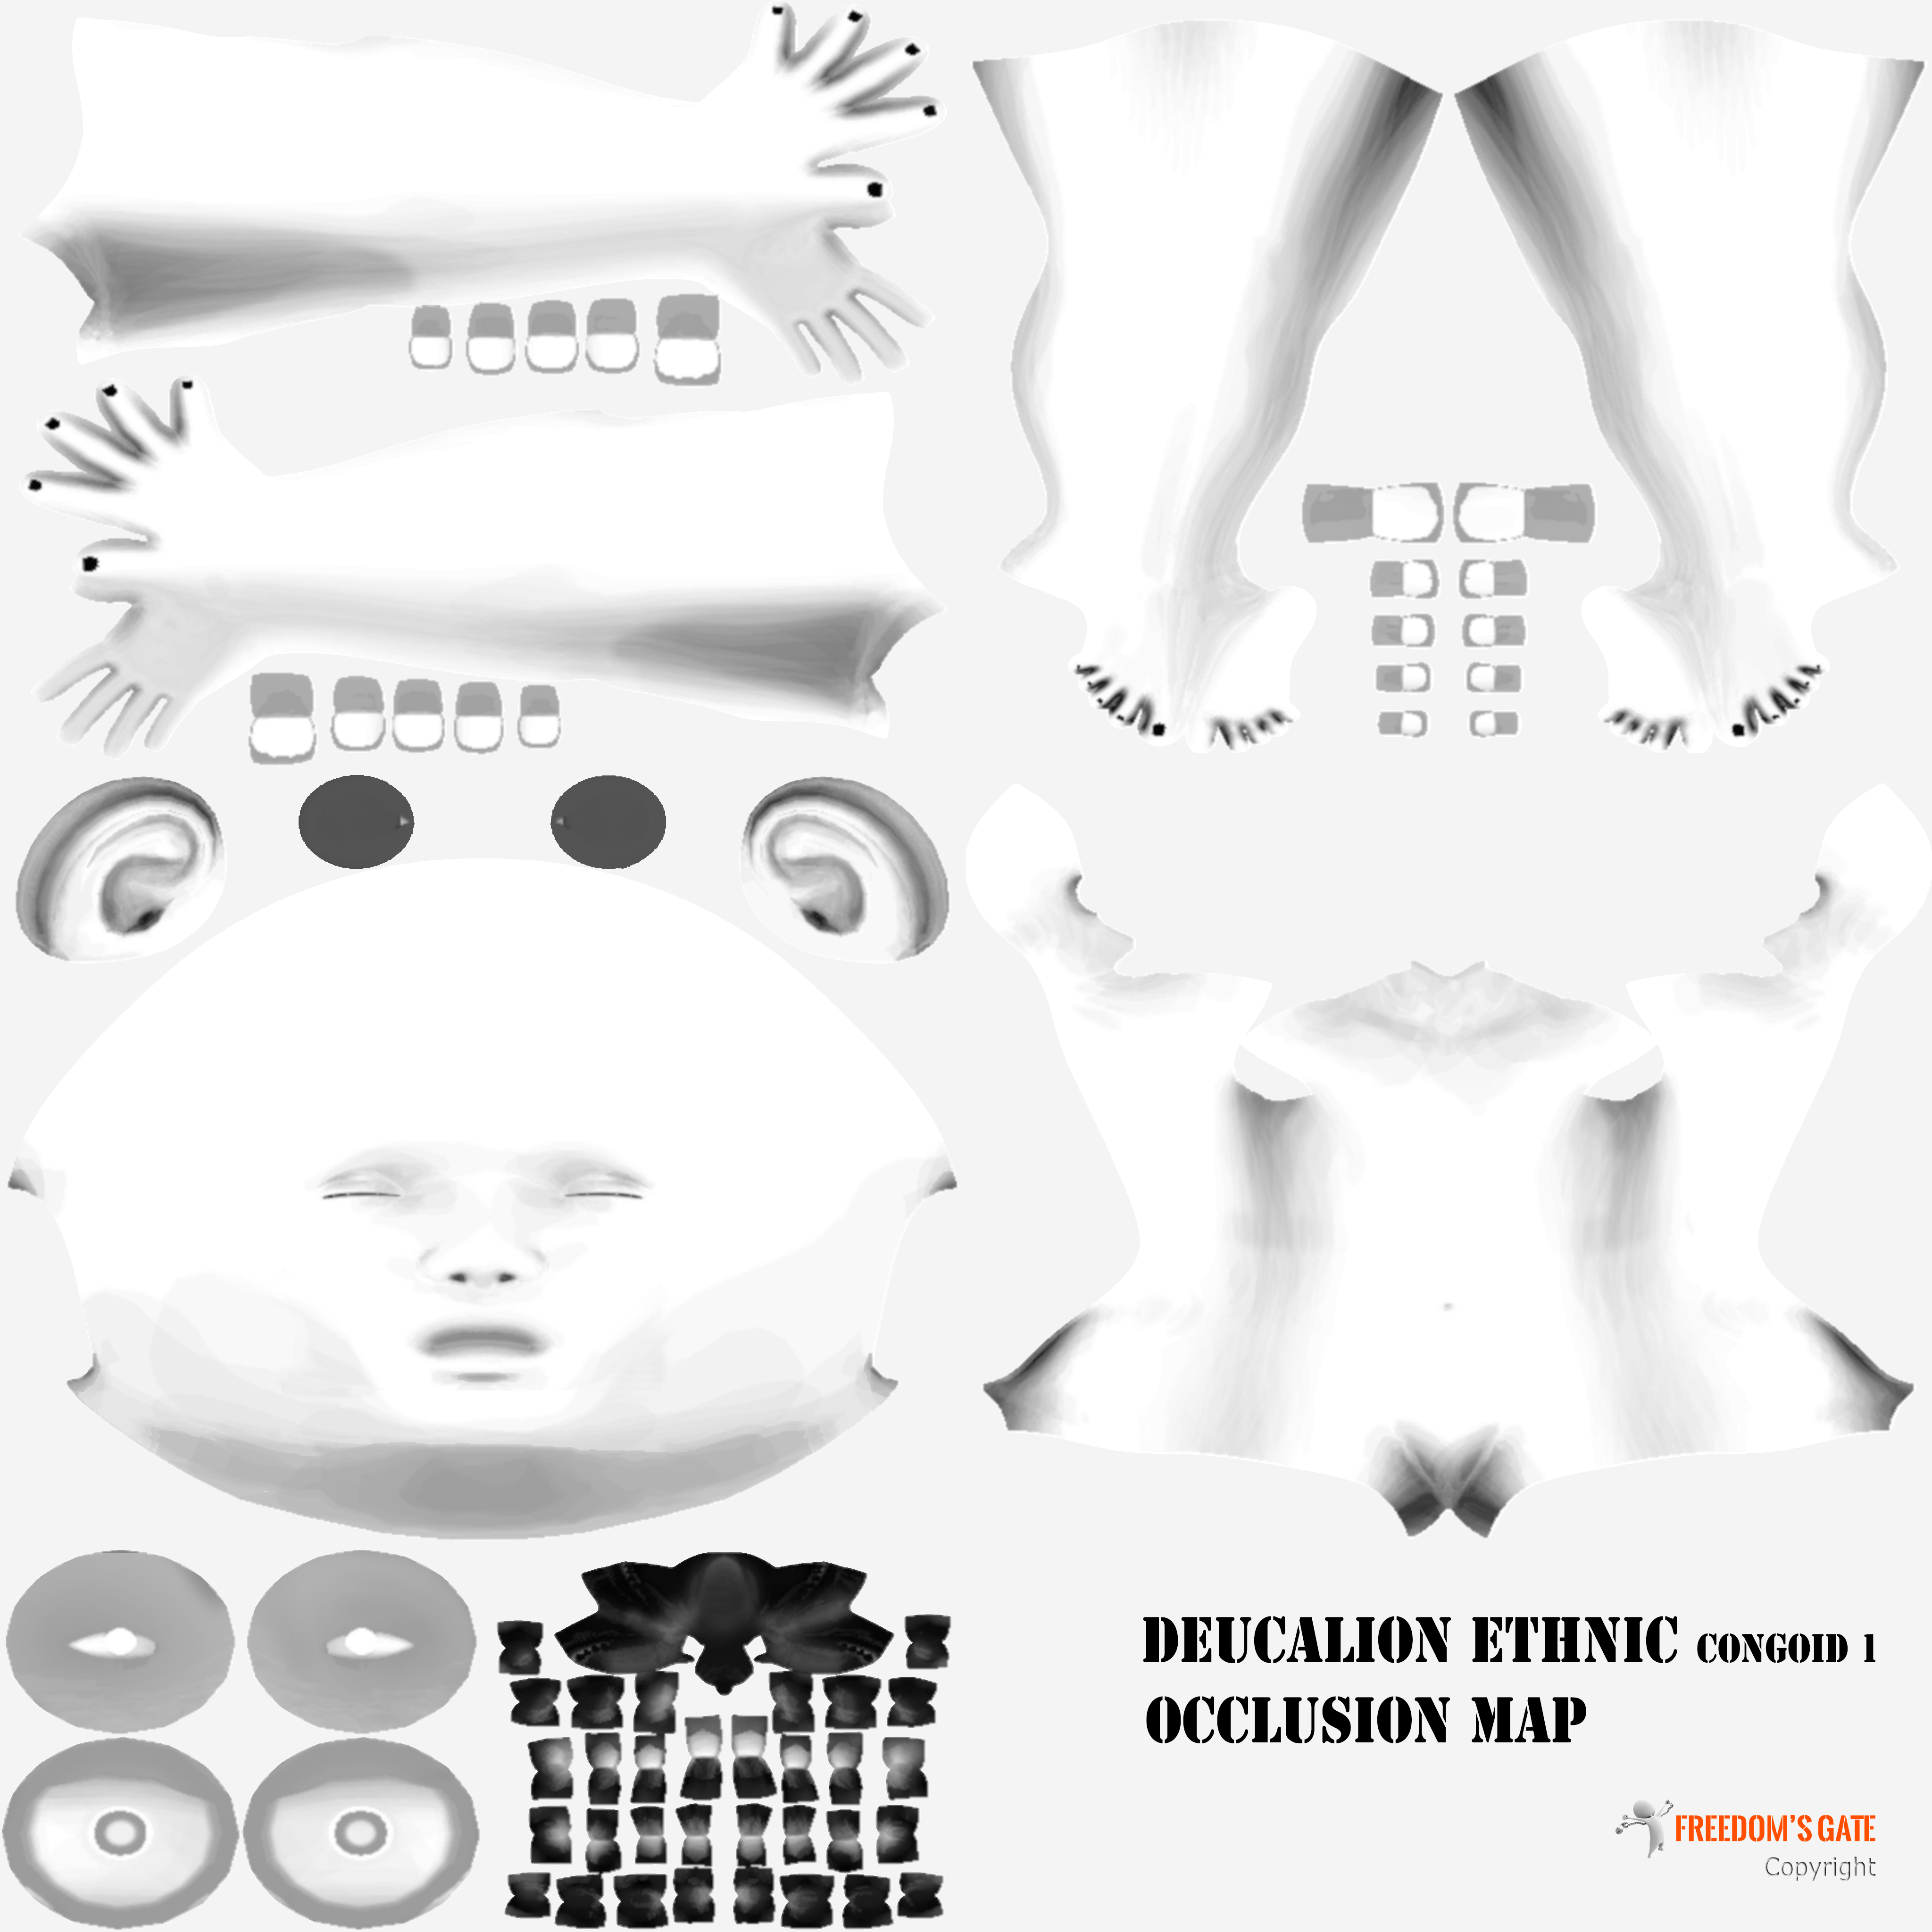 DEUCALION ETHNIC CONGOID 1
OCCLUSION MAP
FREEDOM'S GATE
Copyright